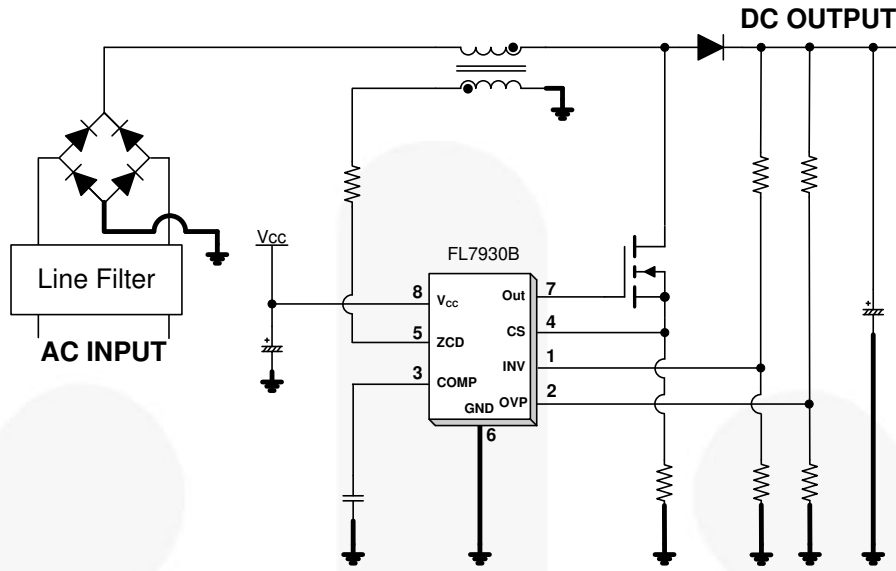 DC OUTPUT
Vcc
FL7930B
Line Filter
8
VCC
Out
7
AC INPUT
5
ZCD
CS
4
3
COMP
INV
1
GND
OVP
2
6
+
+